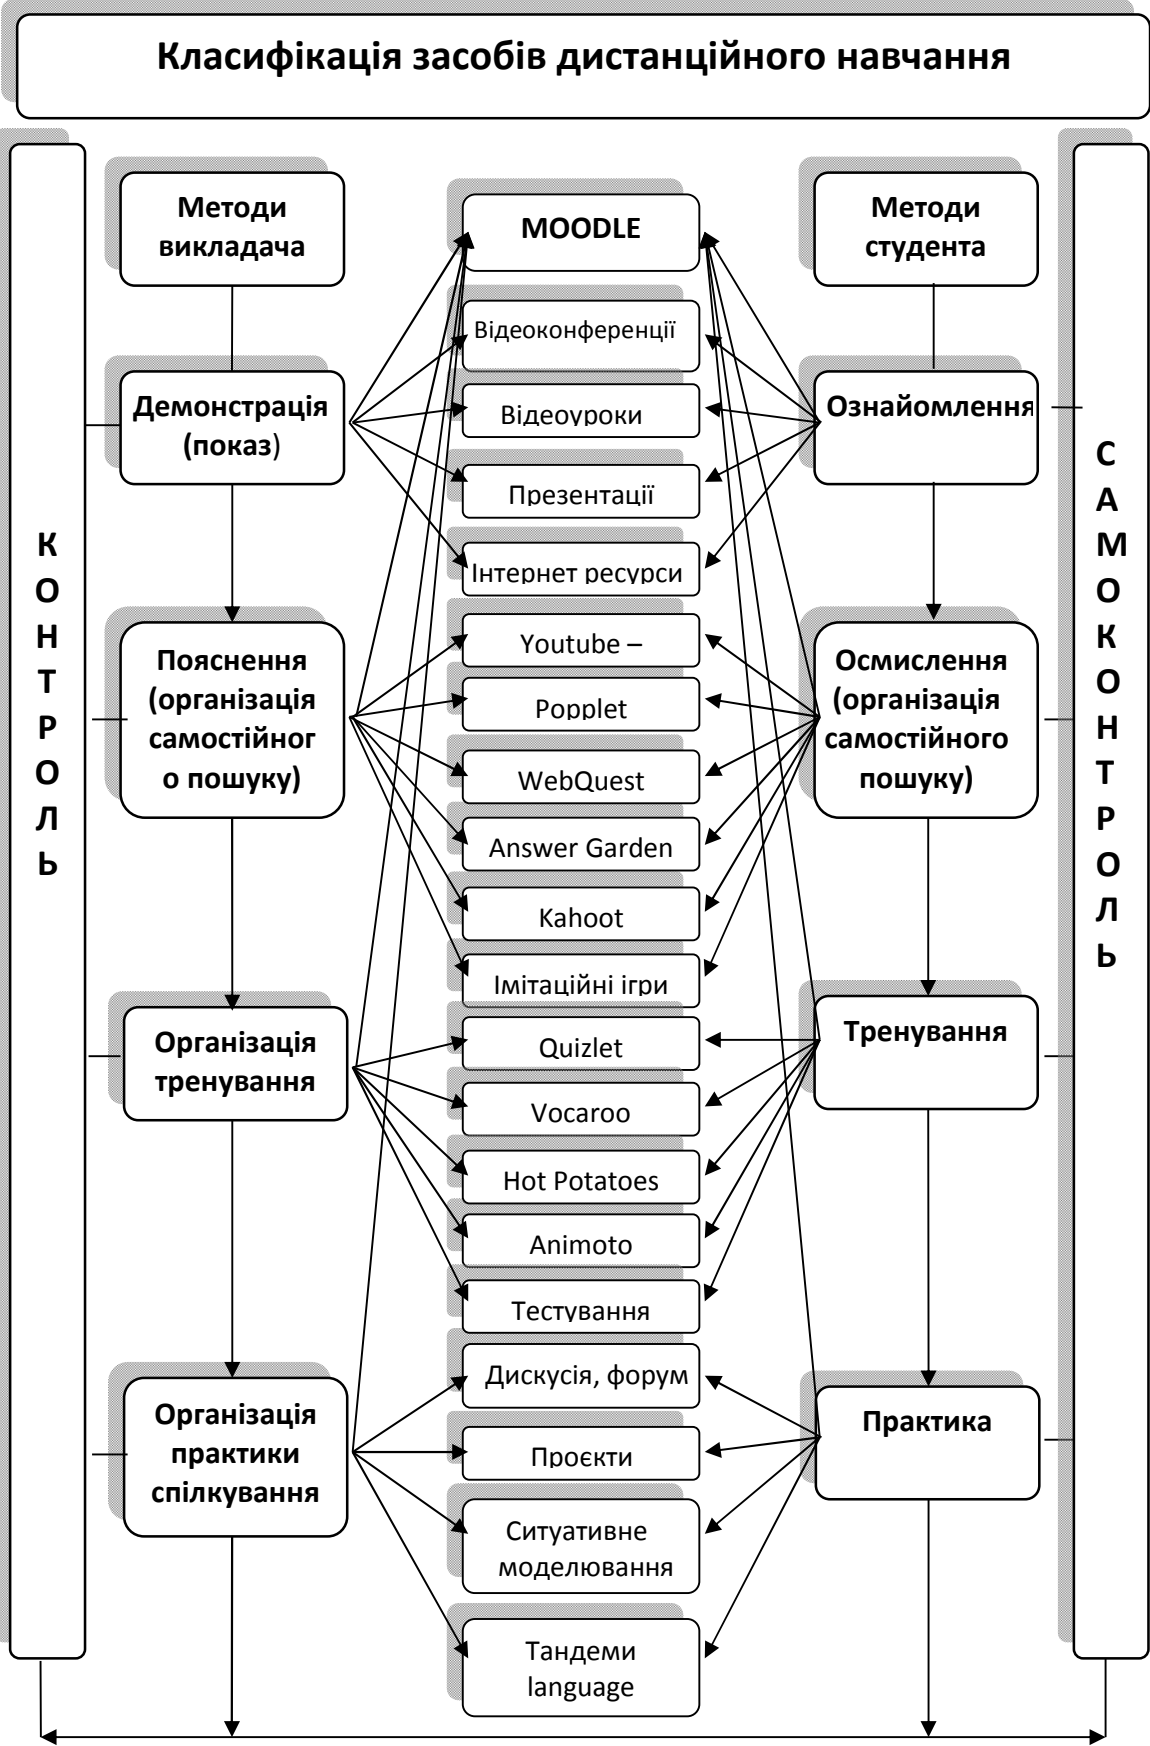 Класифікація засобів дистанційного навчання
К
О
Н
Т
Р
О
Л
Ь
Методи
викладача
Демонстрація
(показ)
Пояснення
(організація
самостійног
о пошуку)
Організація
тренування
Організація
практики
спілкування
MOODLE
Відеоконференції
Відеоуроки
Презентації
Інтернет ресурси
Youtube –
Popplet
WebQuest
Answer Garden
Kahoot
Імітаційні ігри
Quizlet
Vocaroo
Hot Potatoes
Animoto
Тестування
Дискусія, форум
Проєкти
Ситуативне
моделювання
Тандеми
language
Методи
студента
Ознайомлення
Осмислення
(організація
самостійного
пошуку)
Тренування
Практика
С
А
М
О
К
О
Н
Т
Р
О
Л
Ь